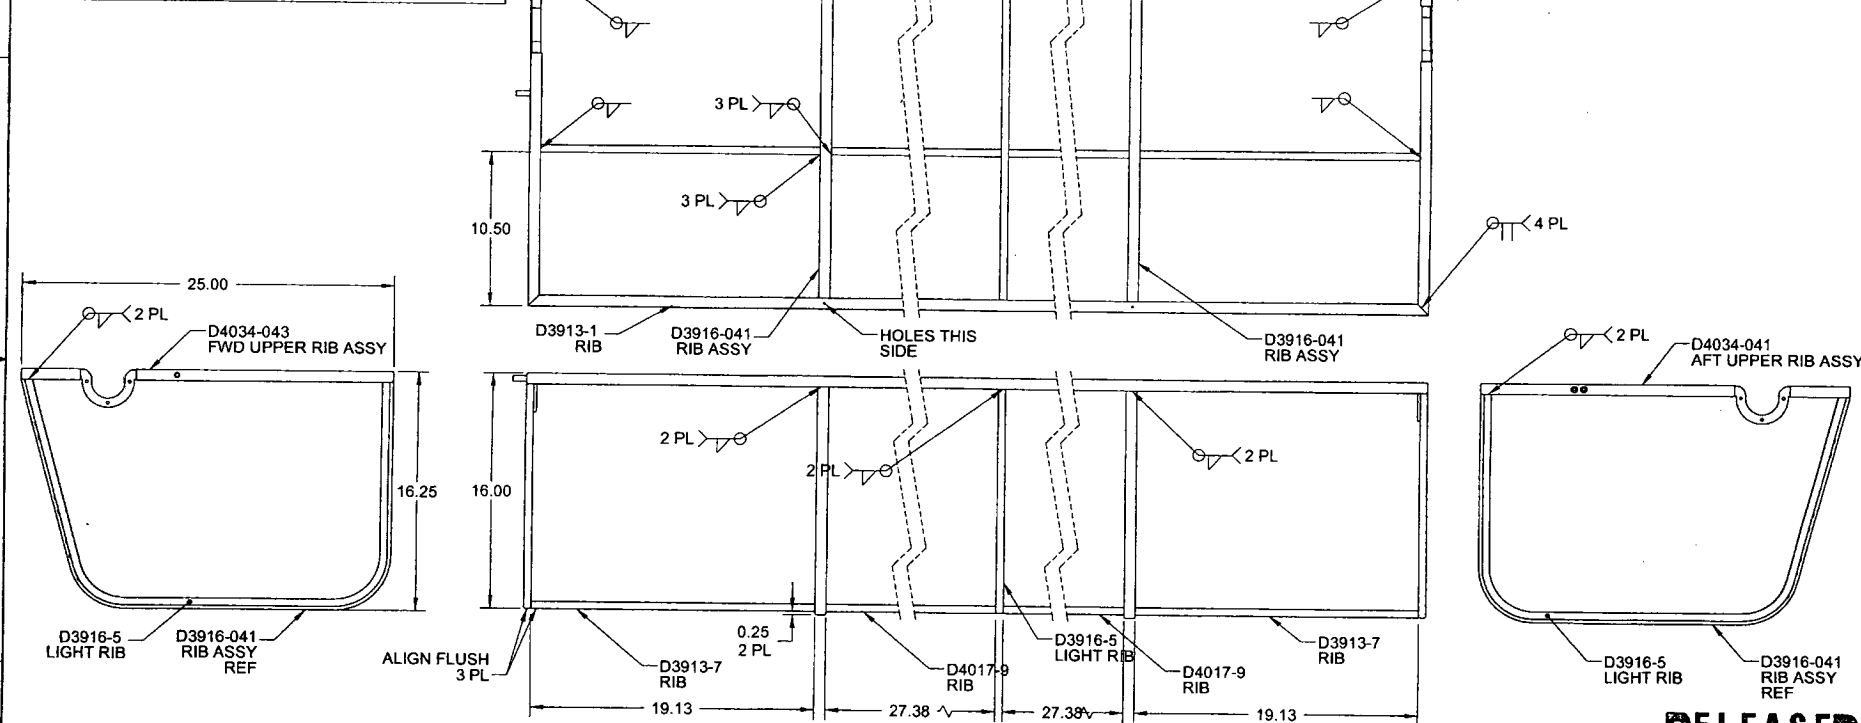 3 PL
3 PL
10.50
4 PL
25.00
2 PL
D4034-043
FWD UPPER RIB ASSY
D3913-1
RIB
D3916-041
RIB ASSY
HOLES THIS
SIDE
D3916-041
RIB ASSY
2 PL
D4034-041
AFT UPPER RIB ASSY
16.25
16.00
2 PL
2 PL
2 PL
D3916-5
LIGHT RIB
D3916-041
RIB ASSY
REF
ALIGN FLUSH
3 PL
D3913-7
RIB
0.25
2 PL
D4017-9
RIB
D3916-5
LIGHT RIB
D4017-9
RIB
D3913-7
RIB
D3916-5
LIGHT RIB
D3916-041
RIB ASSY
REF
19.13
27.38
27.38
19.13
RELEASED